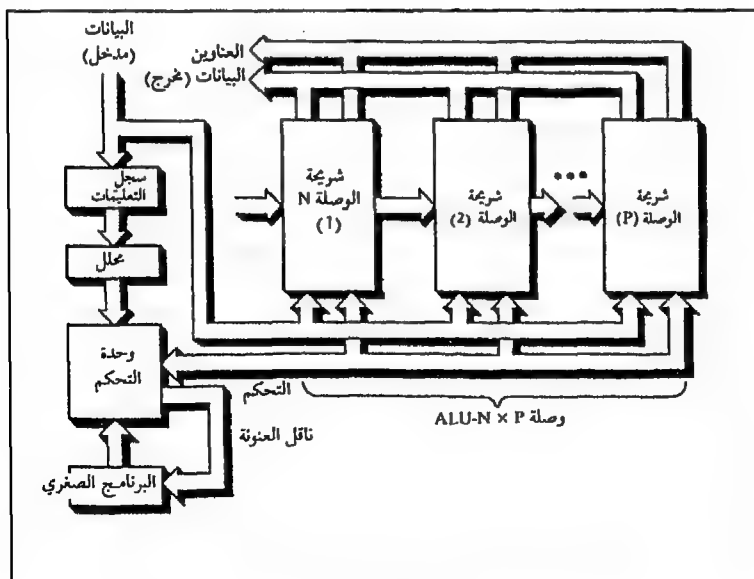 البيانات
(مدخل)
العناوين
البيانات (مخرج)
سجل
التعليمات
محلل
وحدة
التحكم
البرنامج الصغري
شريحة
الوصلة N
(1)
شريحة
الوصلة (2)
•••
شريحة
الوصلة (P)
التحكم
ناقل العنونة
وصلة ALU-N × P